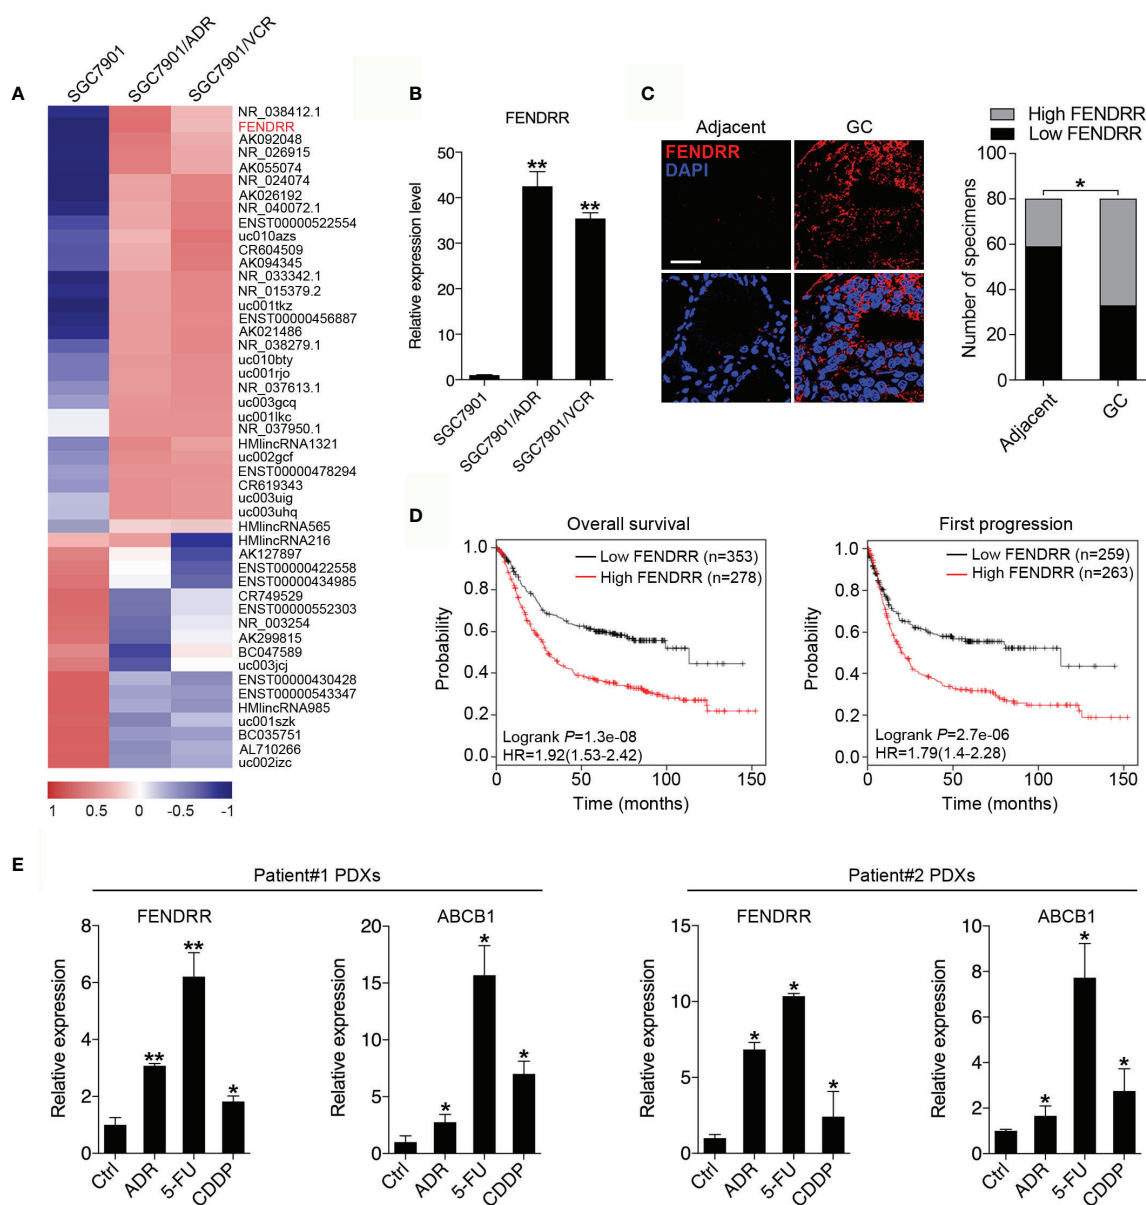 A
SGC7901
SGC7901/ADR
SGC7901/VCR
NR_038412.1
FENDRR
AK092048
NR_026915
AK055074
NR_024074
AK026192
NR_040072.1
ENST00000522554
uc010azs
CR604509
AK094345
NR_033342.1
NR_015379.2
uc001tkz
ENST00000456887
AK021486
NR_038279.1
uc010bty
uc001rjo
NR_037613.1
uc003gcq
uc001lkc
NR_037950.1
HMlincRNA1321
uc002gcf
ENST00000478294
CR619343
uc003uig
uc003uhq
HMlincRNA565
HMlincRNA216
AK127897
ENST00000422558
ENST00000434985
CR749529
ENST00000552303
NR_003254
AK299815
BC047589
uc003jcj
ENST00000430428
ENST00000543347
HMlincRNA985
uc001szk
BC035751
AL710266
uc002izc
1 0.5 0 -0.5 -1
B
FENDRR
Relative expression level
50
40
30
20
10
0
SGC7901
SGC7901/ADR
SGC7901/VCR
**
**
C
Adjacent GC
FENDRR
DAPI
High FENDRR
Low FENDRR
Number of specimens
100
80
60
40
20
0
*
Adjacent
GC
D
Overall survival
Low FENDRR (n=353)
High FENDRR (n=278)
Probability
1.0
0.8
0.6
0.4
0.2
0.0
Logrank P=1.3e-08
HR=1.92(1.53-2.42)
0 50 100 150
Time (months)
First progression
Low FENDRR (n=259)
High FENDRR (n=263)
Probability
1.0
0.8
0.6
0.4
0.2
0.0
Logrank P=2.7e-06
HR=1.79(1.4-2.28)
0 50 100 150
Time (months)
E
Patient#1 PDXs
FENDRR
Relative expression
8
6
4
2
0
**
**
*
Ctrl
ADR
5-FU
CDDP
ABCB1
Relative expression
20
15
10
5
0
*
*
*
Ctrl
ADR
5-FU
CDDP
Patient#2 PDXs
FENDRR
Relative expression
15
10
5
0
*
*
*
Ctrl
ADR
5-FU
CDDP
ABCB1
Relative expression
10
8
6
4
2
0
*
*
*
Ctrl
ADR
5-FU
CDDP